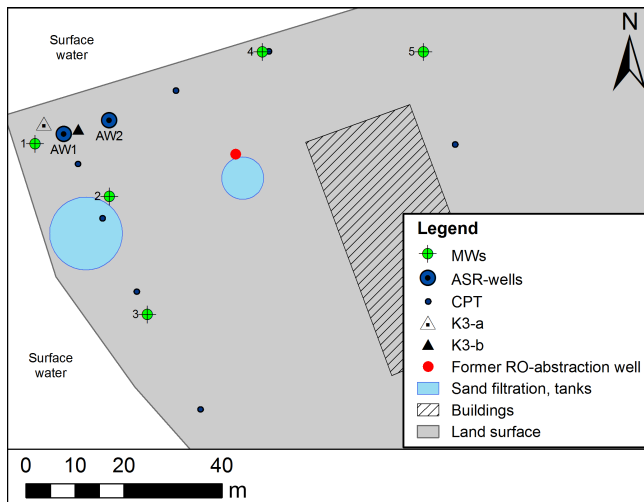 Surface
water
N
4
5
AW2
AW1
1
2
3
Surface
water
Legend
MWs
ASR-wells
CPT
K3-a
K3-b
Former RO-abstraction well
Sand filtration, tanks
Buildings
Land surface
0 10 20 40
m